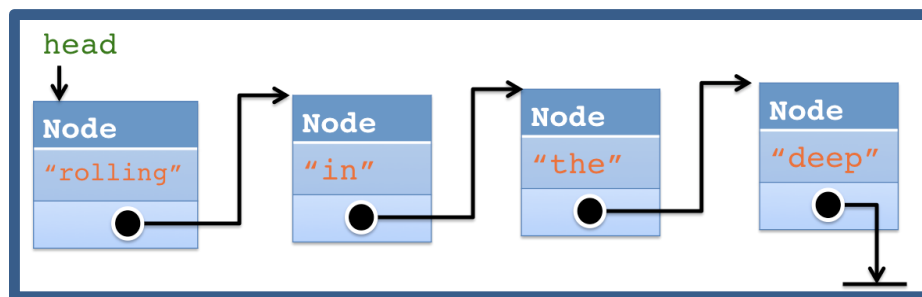 head
Node
“rolling”
Node
“in”
Node
“the”
Node
“deep”